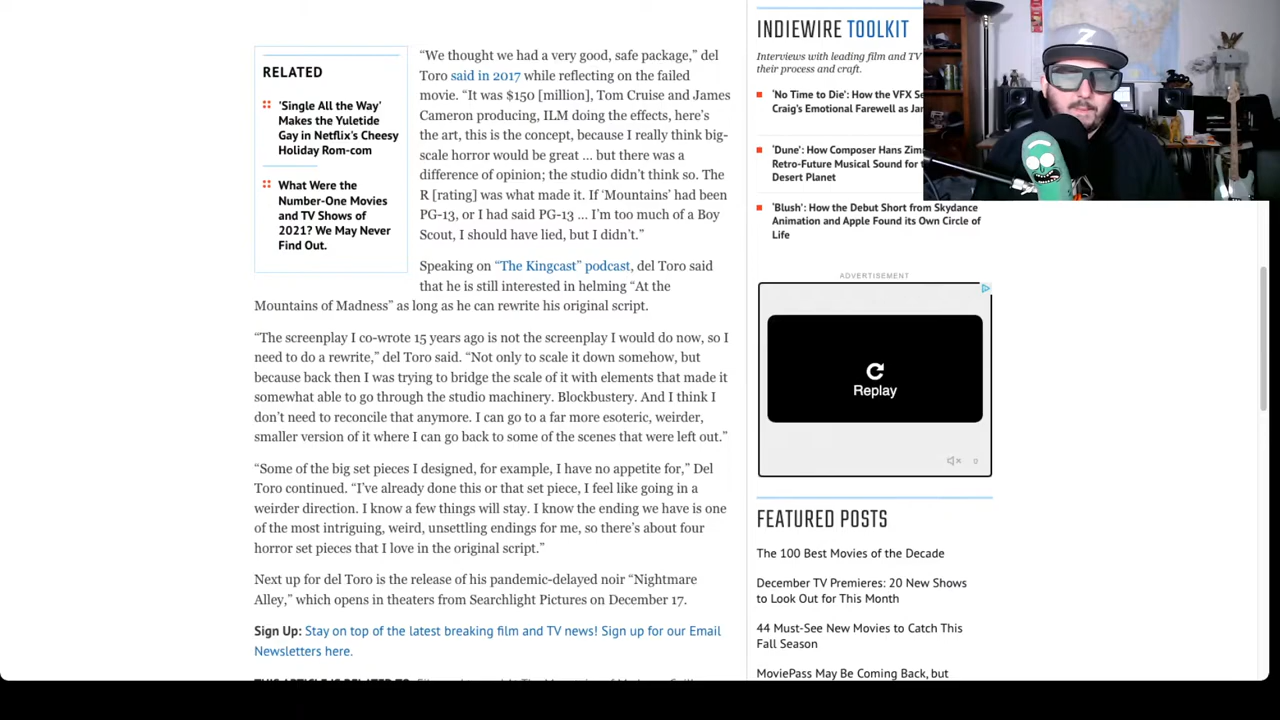 RELATED
'Single All the Way'
Makes the Yuletide
Gay in Netflix's Cheesy
Holiday Rom-com
What Were the
Number-One Movies
and TV Shows of
2021? We May Never
Find Out.
“We thought we had a very good, safe package,” del
Toro said in 2017 while reflecting on the failed
movie. “It was $150 [million], Tom Cruise and James
Cameron producing, ILM doing the effects, here’s
the art, this is the concept, because I really think big-
scale horror would be great … but there was a
difference of opinion; the studio didn’t think so. The
R [rating] was what made it. If ‘Mountains’ had been
PG-13, or I had said PG-13 … I’m too much of a Boy
Scout, I should have lied, but I didn’t.”
Speaking on “The Kingcast” podcast, del Toro said
that he is still interested in helming “At the
Mountains of Madness” as long as he can rewrite his original script.
“The screenplay I co-wrote 15 years ago is not the screenplay I would do now, so I
need to do a rewrite,” del Toro said. “Not only to scale it down somehow, but
because back then I was trying to bridge the scale of it with elements that made it
somewhat able to go through the studio machinery. Blockbustery. And I think I
don’t need to reconcile that anymore. I can go to a far more esoteric, weirder,
smaller version of it where I can go back to some of the scenes that were left out.”
“Some of the big set pieces I designed, for example, I have no appetite for,” Del
Toro continued. “I’ve already done this or that set piece, I feel like going in a
weirder direction. I know a few things will stay. I know the ending we have is one
of the most intriguing, weird, unsettling endings for me, so there’s about four
horror set pieces that I love in the original script.”
Next up for del Toro is the release of his pandemic-delayed noir “Nightmare
Alley,” which opens in theaters from Searchlight Pictures on December 17.
Sign Up: Stay on top of the latest breaking film and TV news! Sign up for our Email
Newsletters here.
INDIEWIRE TOOLKIT
Interviews with leading film and TV
their process and craft.
‘No Time to Die’: How the VFX
Craig’s Emotional Farewell as
‘Dune’: How Composer Hans
Retro-Future Musical Sound for
Desert Planet
‘Blush’: How the Debut Short from Skydance
Animation and Apple Found its Own Circle of
Life
ADVERTISEMENT
Replay
FEATURED POSTS
The 100 Best Movies of the Decade
December TV Premieres: 20 New Shows
to Look Out for This Month
44 Must-See New Movies to Catch This
Fall Season
MoviePass May Be Coming Back, but